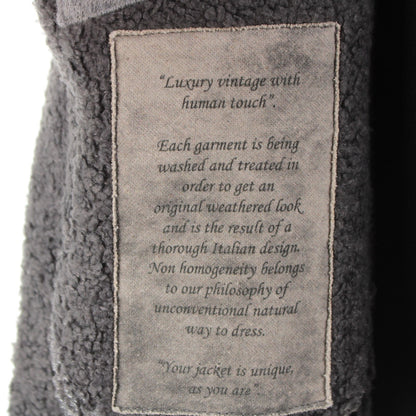 “Luxury vintage with
human touch”.
Each garment is being
washed and treated in
order to get an
original weathered look
and is the result of a
thorough Italian design.
Non homogeneity belongs
to our philosophy of
unconventional natural
way to dress.
“Your jacket is unique,
as you are”.